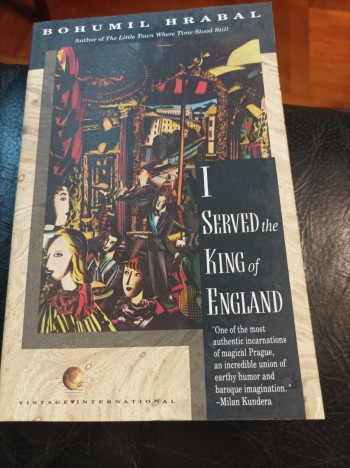 BOHUMIL HRABAL
Author of The Little Town Where Time Stood Still
I
SERVED the
KING of
ENGLAND
"One of the most
authentic incarnations
of magical Prague,
an incredible union of
earthy humor and
baroque imagination."
–Milan Kundera
VINTAGE INTERNATIONAL